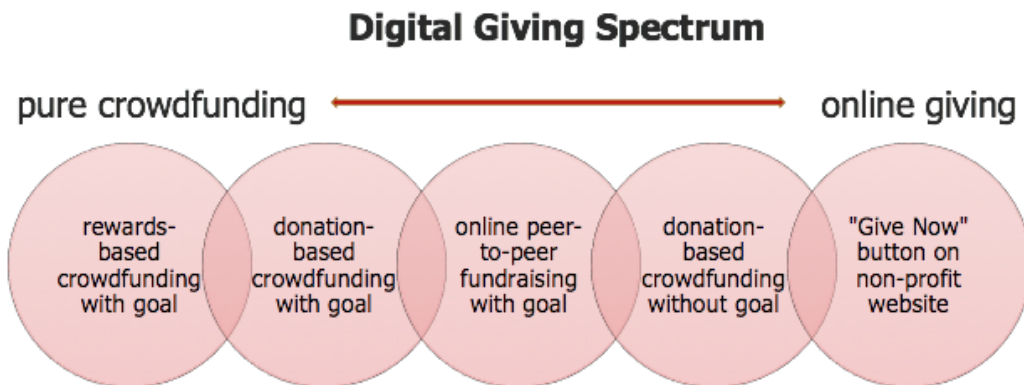 Digital Giving Spectrum
pure crowdfunding
online giving
rewards-
based
crowdfunding
with goal
donation-
based
crowdfunding
with goal
online peer-
to-peer
fundraising
with goal
donation-
based
crowdfunding
without goal
"Give Now"
button on
non-profit
website